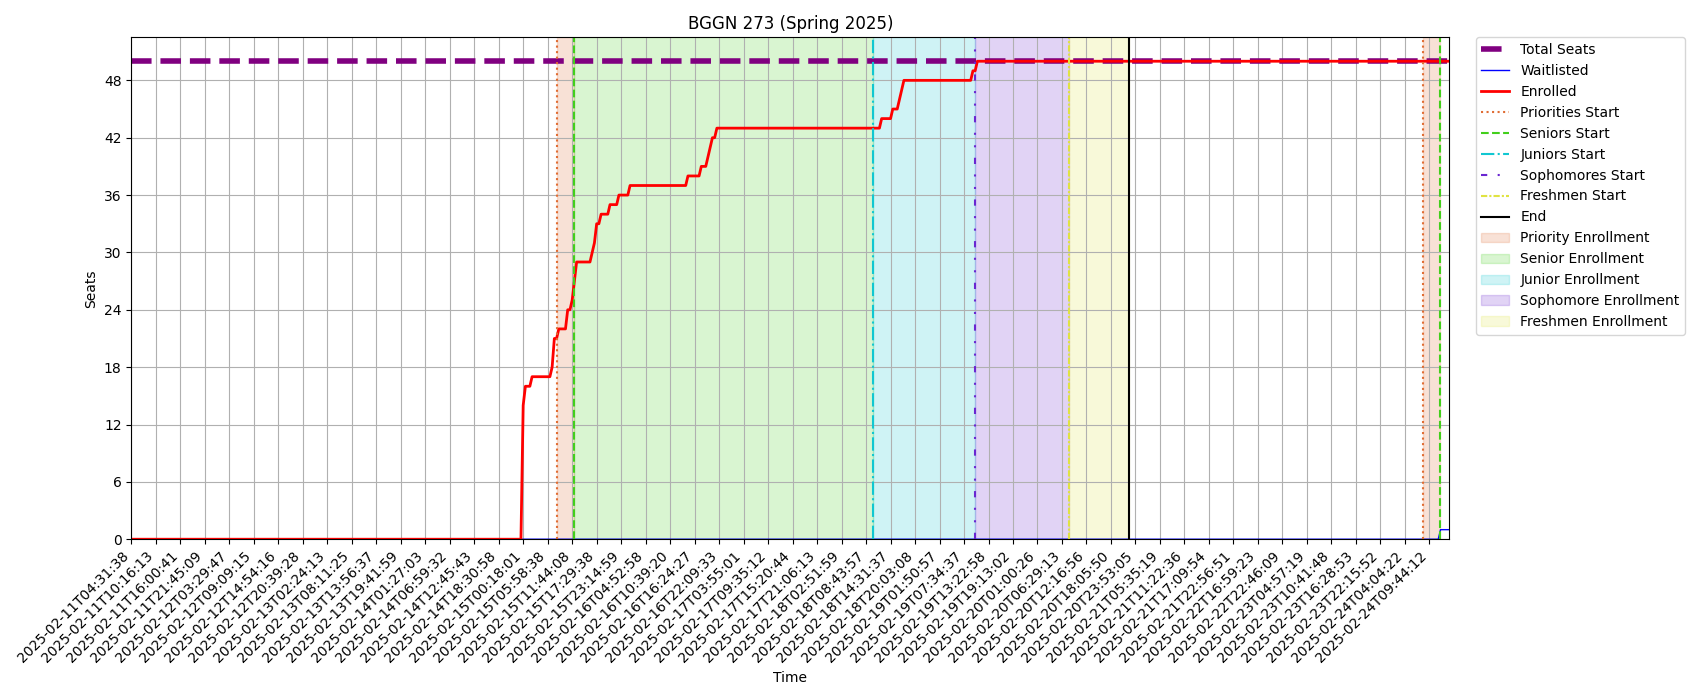 BGGN 273 (Spring 2025)
Total Seats
Waitlisted
Enrolled
Priorities Start
Seniors Start
Juniors Start
Sophomores Start
Freshmen Start
End
Priority Enrollment
Senior Enrollment
Junior Enrollment
Sophomore Enrollment
Freshmen Enrollment
Seats
48
42
36
30
24
18
12
6
0
2025-02-11T04:31:38
2025-02-11T10:16:13
2025-02-11T16:00:41
2025-02-11T21:45:09
2025-02-12T03:29:47
2025-02-12T09:09:15
2025-02-12T14:54:16
2025-02-12T20:39:28
2025-02-13T02:24:13
2025-02-13T08:11:25
2025-02-13T13:56:37
2025-02-13T19:41:59
2025-02-14T01:27:03
2025-02-14T06:59:32
2025-02-14T12:45:43
2025-02-14T18:30:58
2025-02-15T00:18:01
2025-02-15T05:58:38
2025-02-15T11:44:08
2025-02-15T17:29:38
2025-02-15T23:14:59
2025-02-16T04:52:58
2025-02-16T10:39:20
2025-02-16T16:24:27
2025-02-16T22:09:33
2025-02-17T03:55:01
2025-02-17T09:35:12
2025-02-17T15:20:44
2025-02-17T21:06:13
2025-02-18T02:51:59
2025-02-18T08:43:57
2025-02-18T14:31:37
2025-02-18T20:03:08
2025-02-19T01:50:57
2025-02-19T07:34:37
2025-02-19T13:22:58
2025-02-19T19:13:02
2025-02-20T01:00:26
2025-02-20T06:29:13
2025-02-20T12:16:56
2025-02-20T18:05:50
2025-02-20T23:53:05
2025-02-21T05:35:19
2025-02-21T11:22:36
2025-02-21T17:09:54
2025-02-21T22:56:51
2025-02-22T16:59:23
2025-02-22T22:46:09
2025-02-23T04:57:19
2025-02-23T10:41:48
2025-02-23T16:28:53
2025-02-23T22:15:52
2025-02-24T04:04:22
2025-02-24T09:44:12
Time